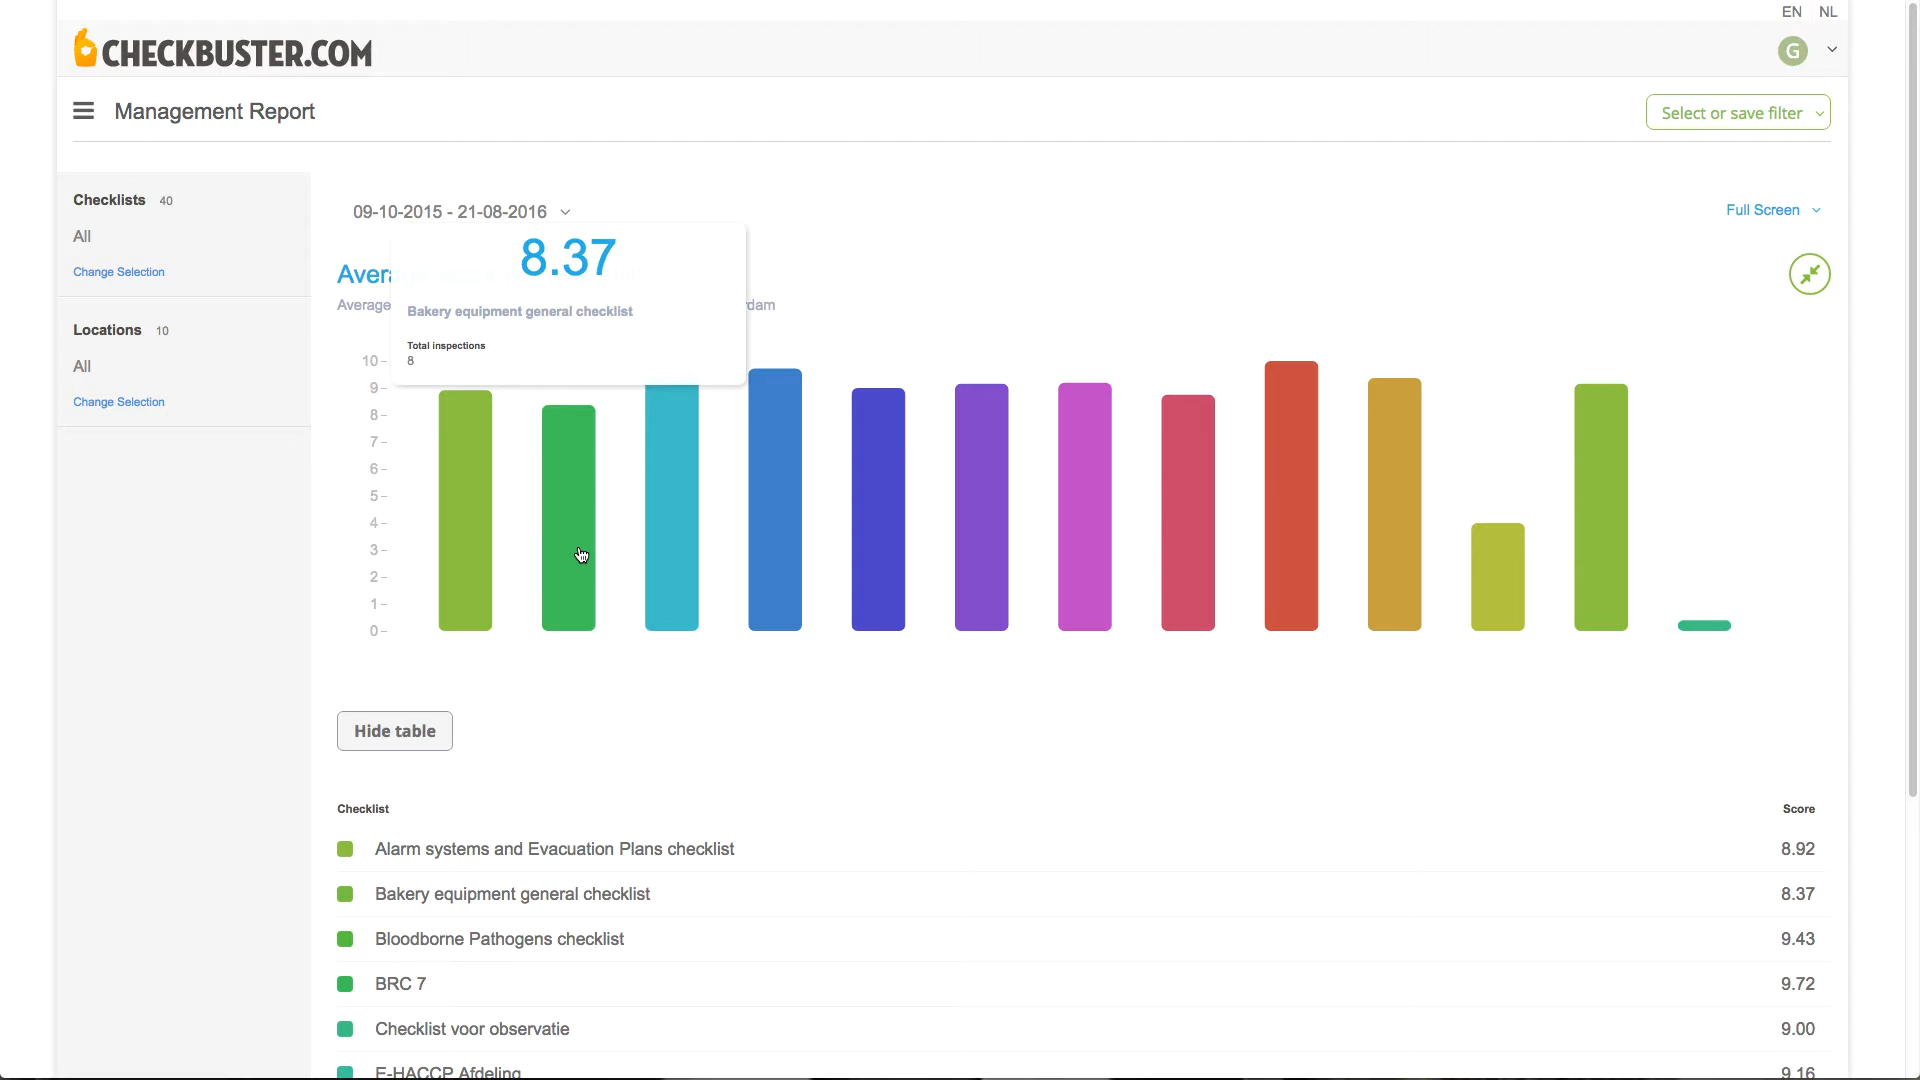 EN NL
CHECKBUSTER.COM
G
Management Report
Select or save filter
Checklists 40
All
Change Selection
Locations 10
All
Change Selection
09-10-2015 - 21-08-2016
Full Screen
8.37
Bakery equipment general checklist
Average
Total inspections
8
10
9
8
7
6
5
4
3
2
1
0
Hide table
Checklist Score
Alarm systems and Evacuation Plans checklist 8.92
Bakery equipment general checklist 8.37
Bloodborne Pathogens checklist 9.43
BRC 7 9.72
Checklist voor observatie 9.00
E-HACCP Afdeling 9.16